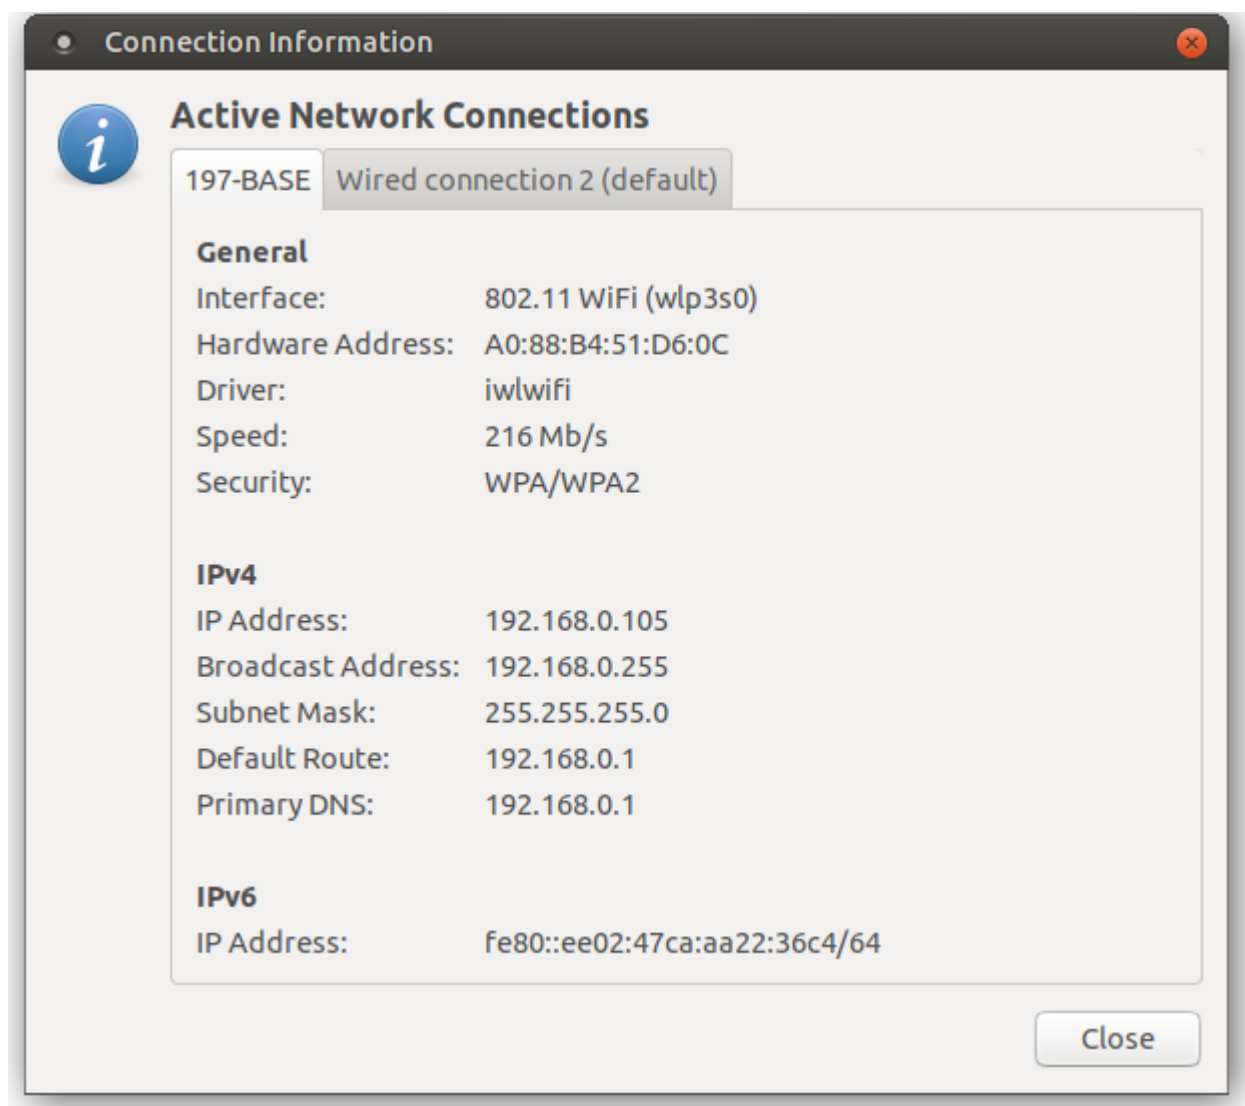 Connection Information
Active Network Connections
197-BASE Wired connection 2 (default)
General
Interface: 802.11 WiFi (wlp3s0)
Hardware Address: A0:88:B4:51:D6:0C
Driver: iwlwifi
Speed: 216 Mb/s
Security: WPA/WPA2
IPv4
IP Address: 192.168.0.105
Broadcast Address: 192.168.0.255
Subnet Mask: 255.255.255.0
Default Route: 192.168.0.1
Primary DNS: 192.168.0.1
IPv6
IP Address: fe80::ee02:47ca:aa22:36c4/64
Close